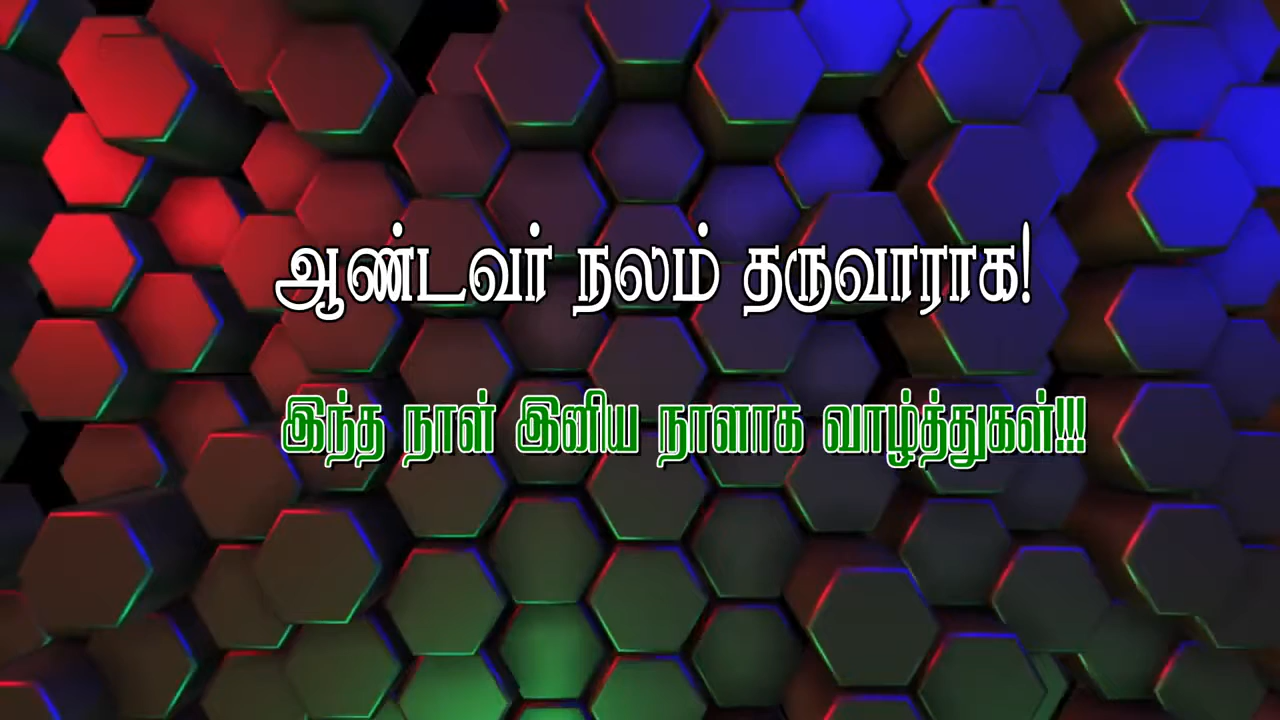 ஆண்டவர் நலம் தருவாராக!
இந்த நாள் இனிய நாளாக வாழ்த்துகள்!!!